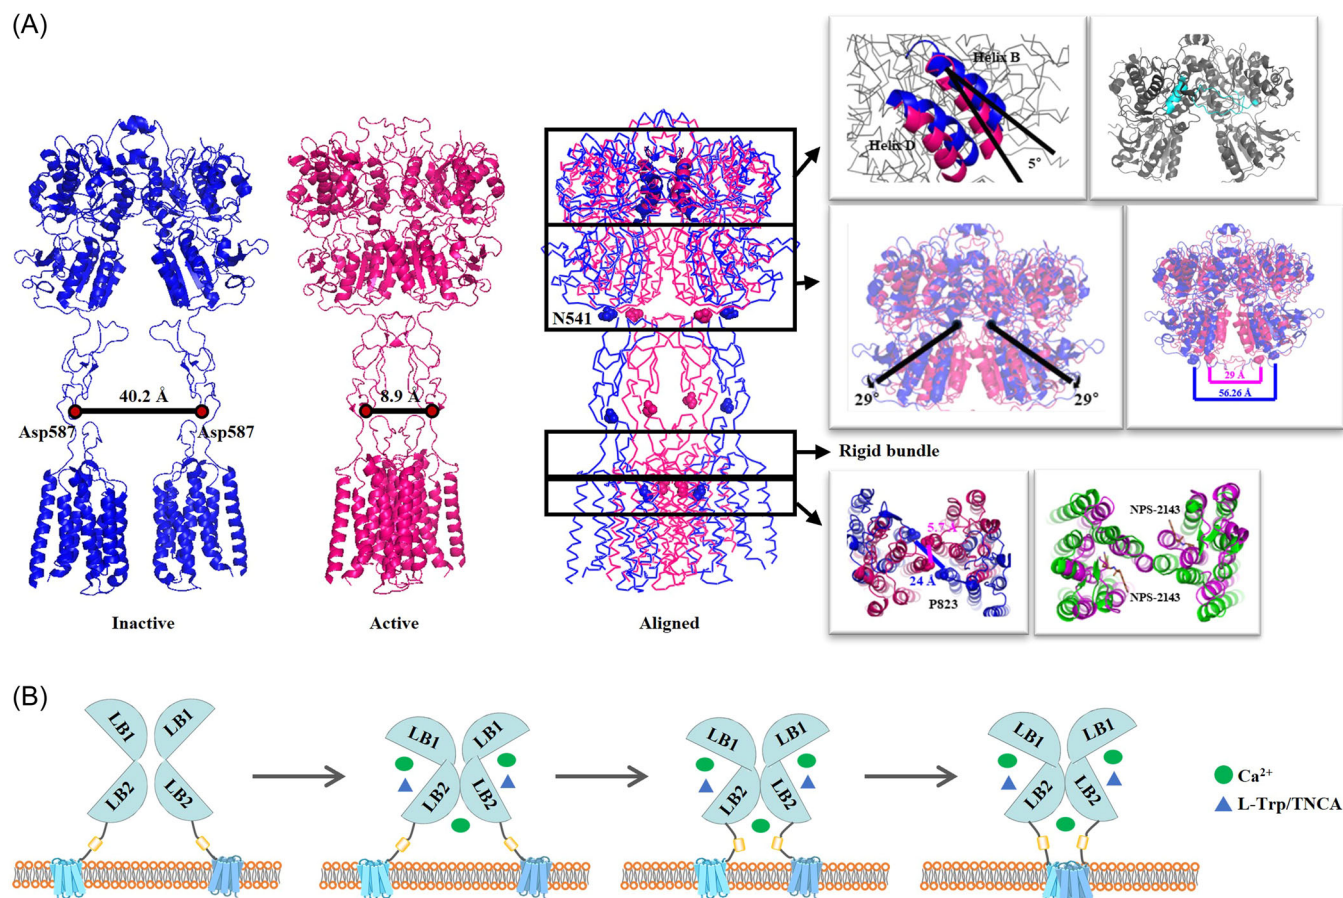 (A)
Helix B
Helix D
5°
N541
40.2 Å
8.9 Å
Asp587
Asp587
29°
29°
29 Å
56.26 Å
Rigid bundle
5.7 Å
24 Å
P823
NPS-2143
NPS-2143
Inactive
Active
Aligned
(B)
LB1
LB1
LB2
LB2
LB1
LB1
LB2
LB2
LB1
LB1
LB2
LB2
LB1
LB1
LB2
LB2
Ca²⁺
L-Trp/TNCA